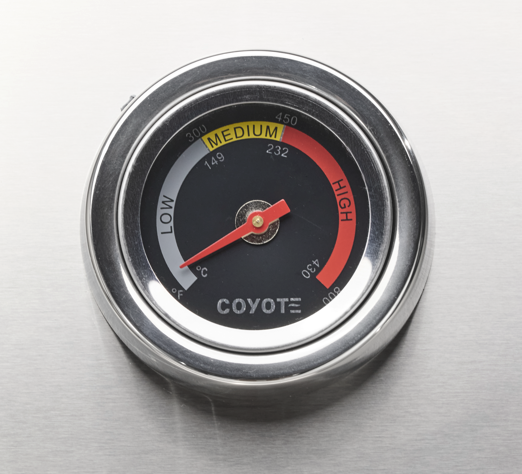 300
450
MEDIUM
149
232
LOW
HIGH
°C
430
°F
800
COYOTE